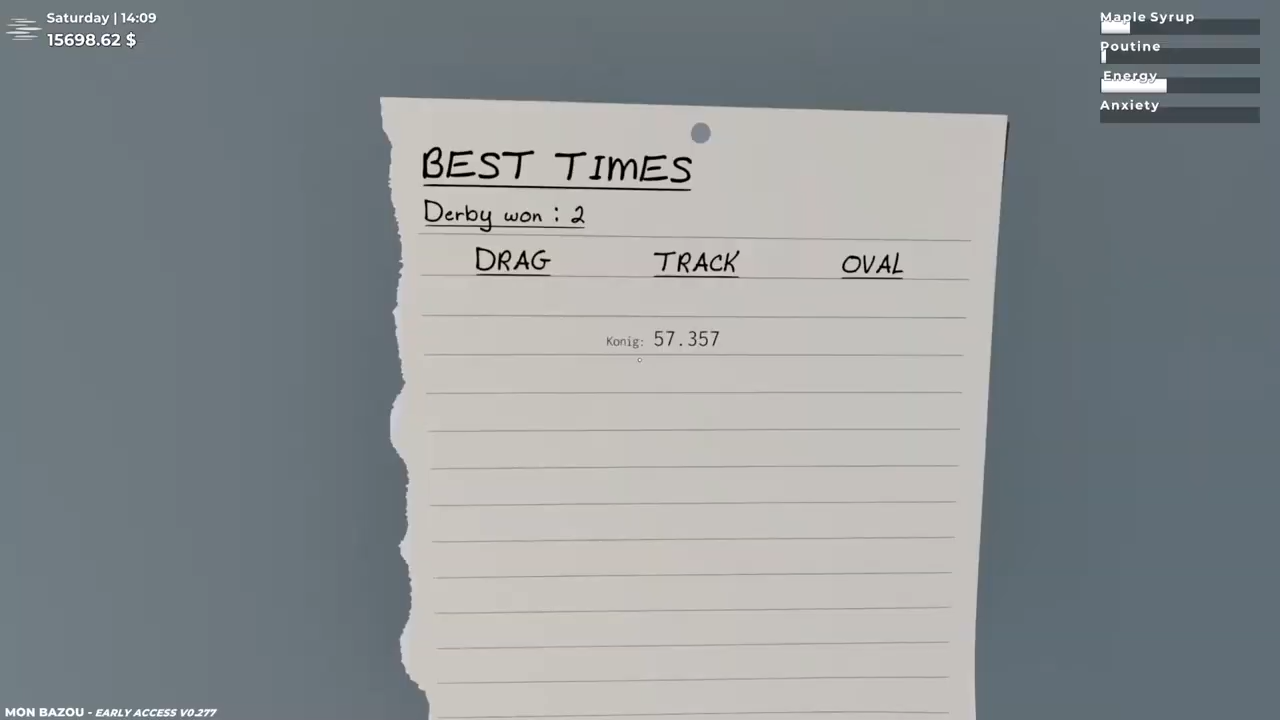 Saturday | 14:09
15698.62 $
Maple Syrup
Poutine
Energy
Anxiety
BEST TIMES
Derby won : 2
DRAG TRACK OVAL
Konig: 57.357
MON BAZOU - EARLY ACCESS V0.277